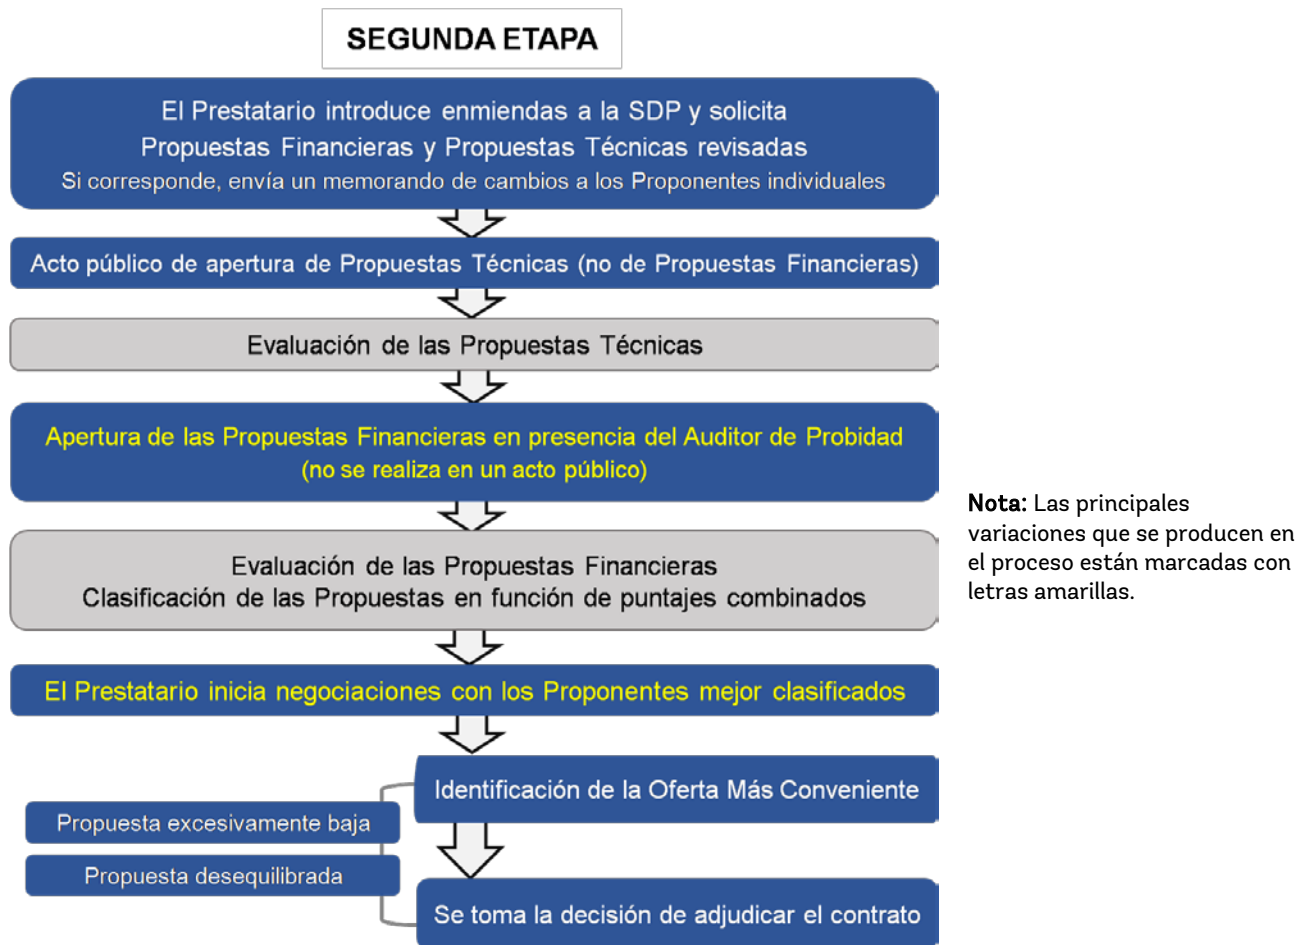 SEGUNDA ETAPA
El Prestatario introduce enmiendas a la SDP y solicita
Propuestas Financieras y Propuestas Técnicas revisadas
Si corresponde, envía un memorando de cambios a los Proponentes individuales
Acto público de apertura de Propuestas Técnicas (no de Propuestas Financieras)
Evaluación de las Propuestas Técnicas
Apertura de las Propuestas Financieras en presencia del Auditor de Probidad
(no se realiza en un acto público)
Nota: Las principales
variaciones que se producen en
el proceso están marcadas con
letras amarillas.
Evaluación de las Propuestas Financieras
Clasificación de las Propuestas en función de puntajes combinados
El Prestatario inicia negociaciones con los Proponentes mejor clasificados
Identificación de la Oferta Más Conveniente
Propuesta excesivamente baja
Propuesta desequilibrada
Se toma la decisión de adjudicar el contrato